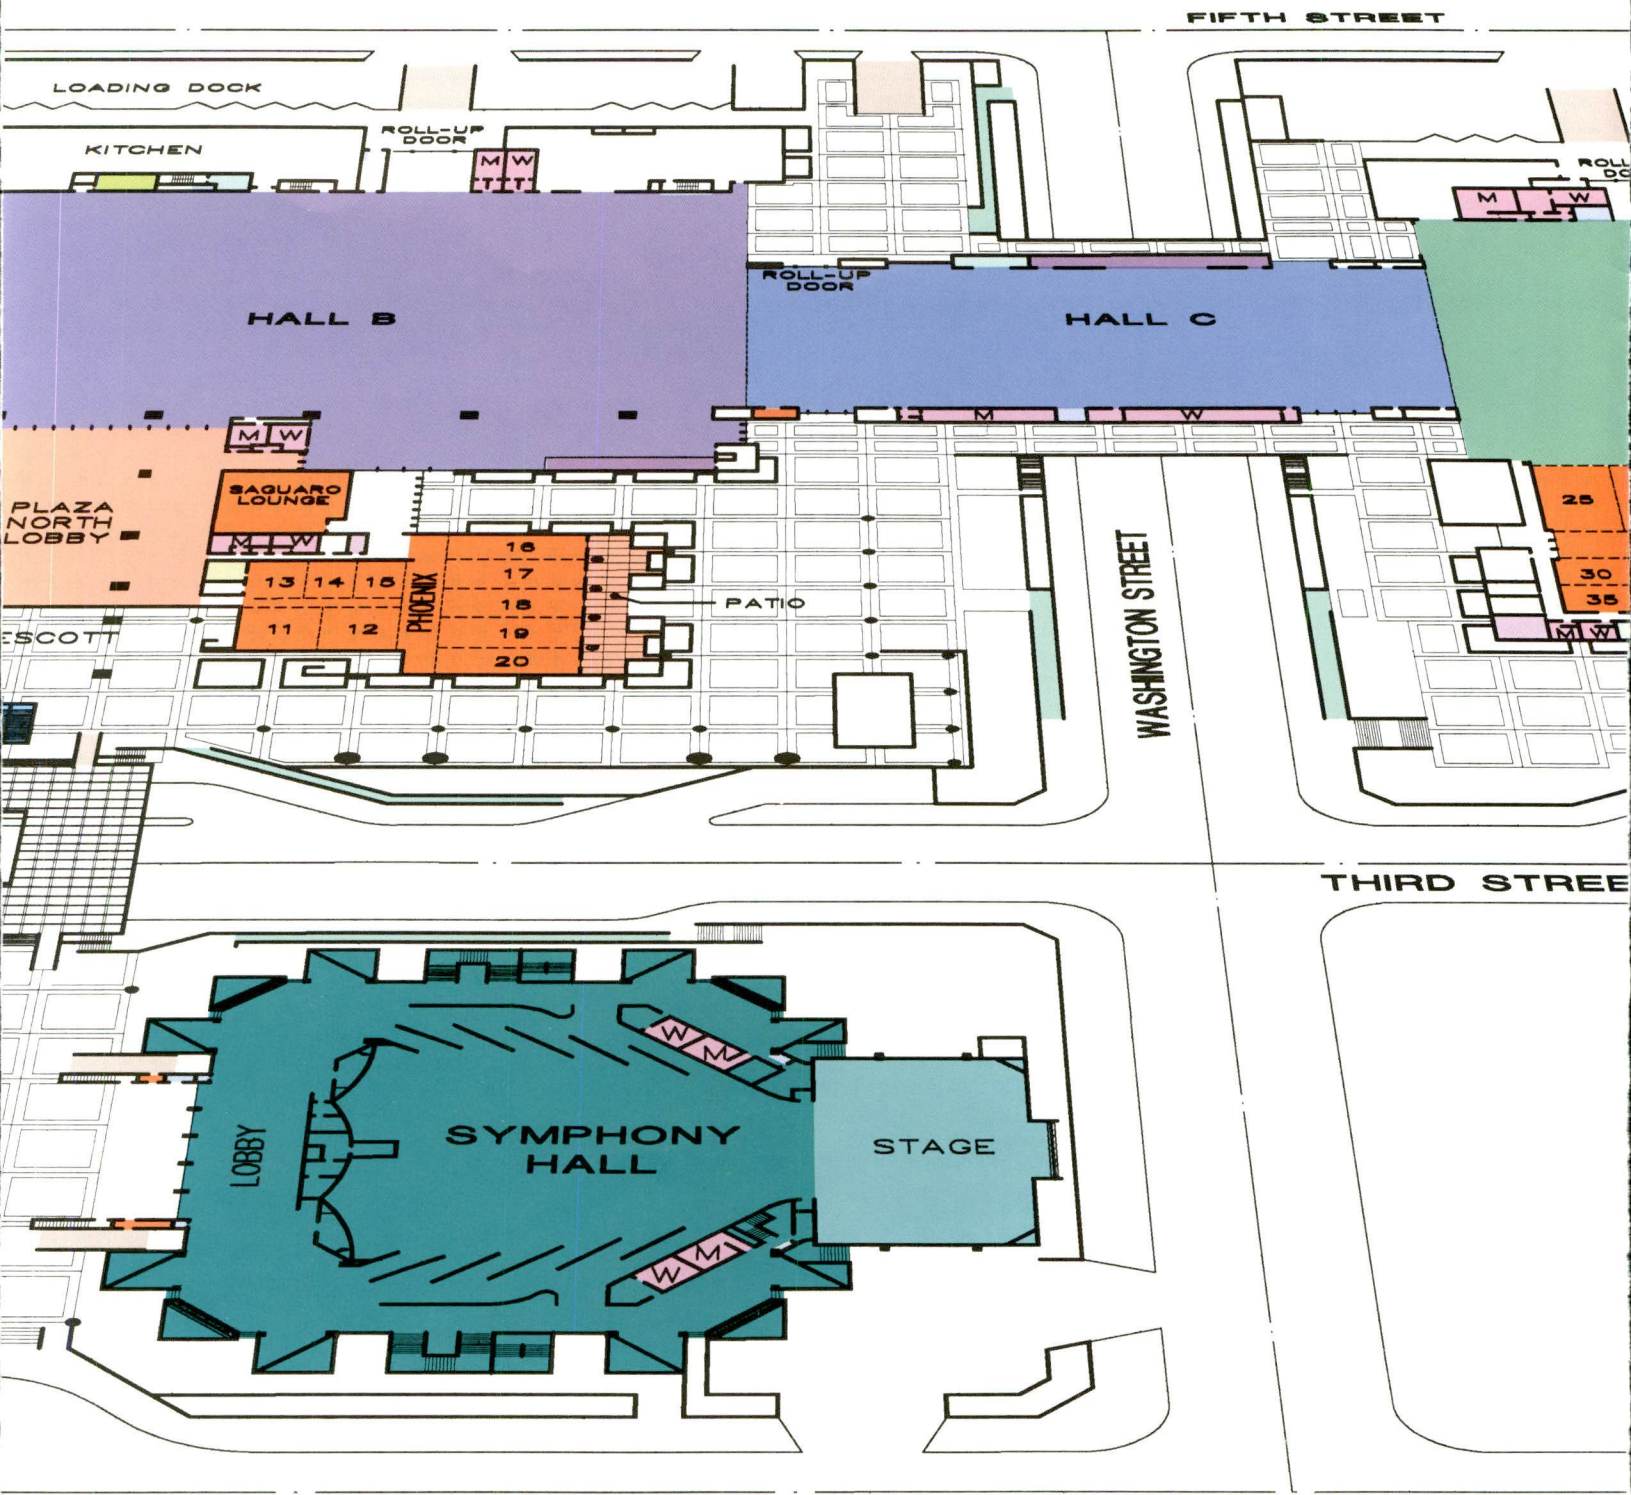 FIFTH STREET
LOADING DOCK
ROLL-UP
DOOR
KITCHEN
M W
T T
ROLL
DO
M W
ROLL-UP
DOOR
HALL B
HALL C
M W
M W
SAGUARO
LOUNGE
PLAZA
NORTH
LOBBY
M W
25
30
35
M W
16
17
18
19
20
13 14 15
11 12
PHOENIX
PATIO
ESCOTT
WASHINGTON STREET
THIRD STREE
W M
LOBBY
SYMPHONY
HALL
STAGE
W M